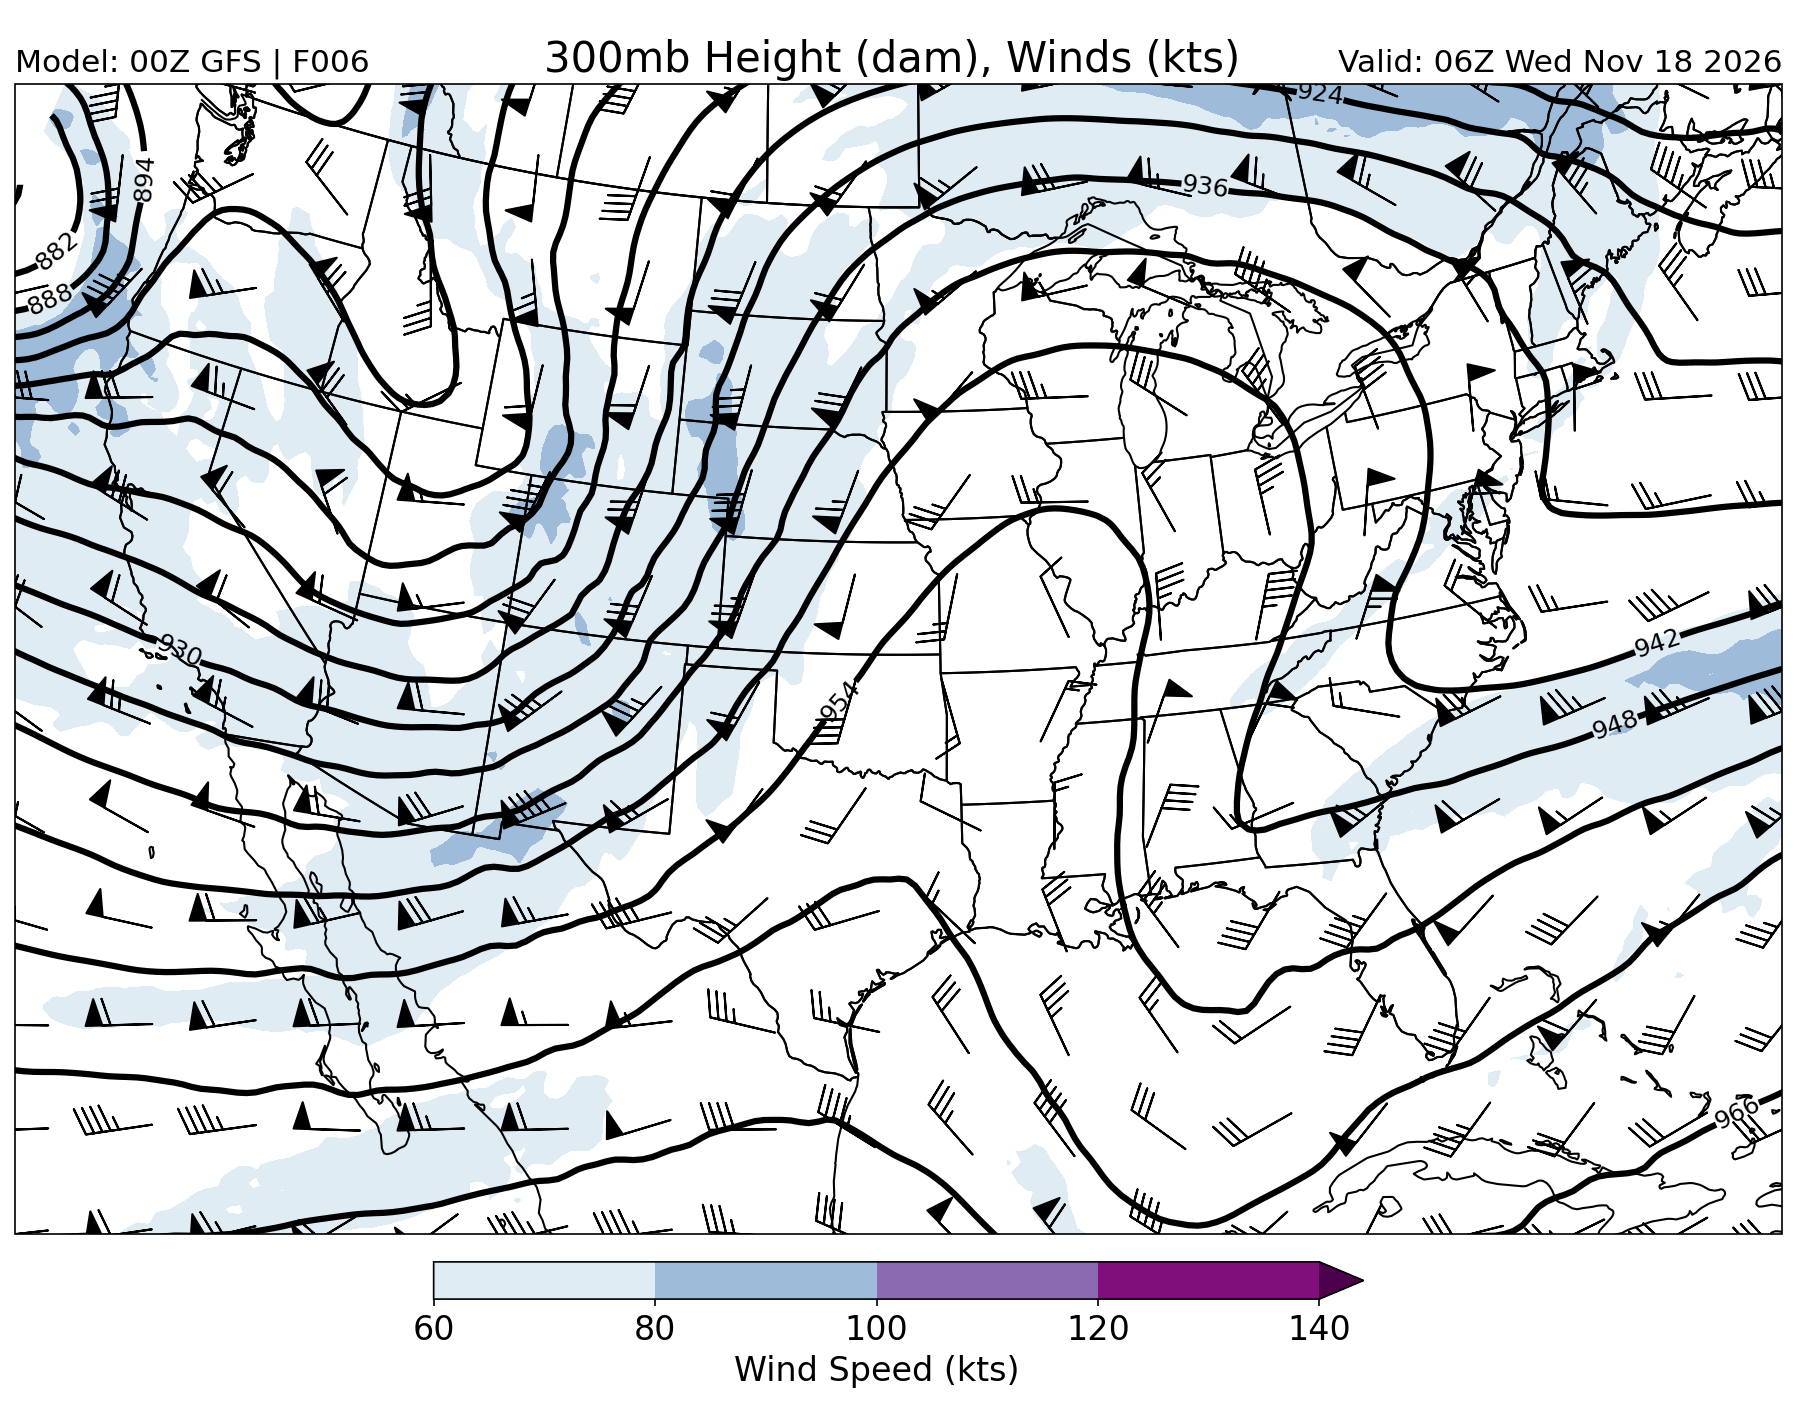 Model: 00Z GFS | F006
300mb Height (dam), Winds (kts)
Valid: 06Z Wed Nov 18 2026
924
894
936
882
888
930
942
954
948
966
60 80 100 120 140
Wind Speed (kts)